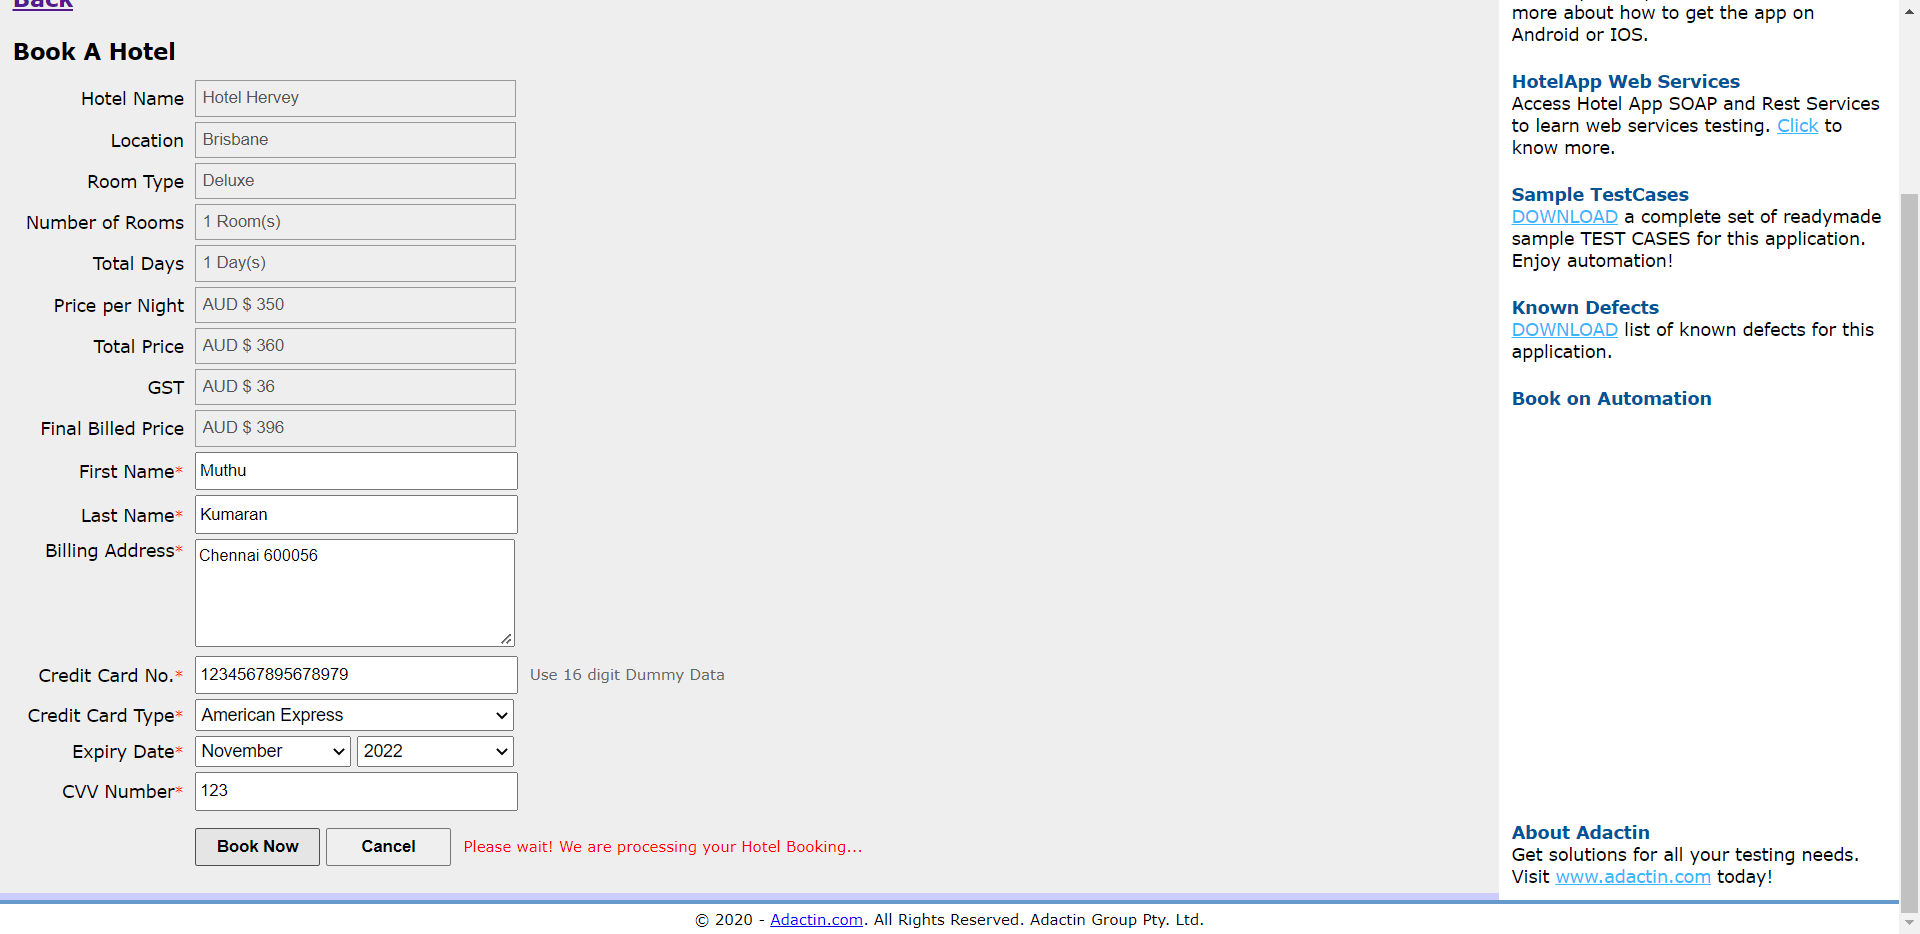 Back
Book A Hotel
Hotel Name Hotel Hervey
Location Brisbane
Room Type Deluxe
Number of Rooms 1 Room(s)
Total Days 1 Day(s)
Price per Night AUD $ 350
Total Price AUD $ 360
GST AUD $ 36
Final Billed Price AUD $ 396
First Name* Muthu
Last Name* Kumaran
Billing Address* Chennai 600056
Credit Card No.* 1234567895678979 Use 16 digit Dummy Data
Credit Card Type* American Express
Expiry Date* November 2022
CVV Number* 123
Book Now Cancel Please wait! We are processing your Hotel Booking...
more about how to get the app on
Android or IOS.
HotelApp Web Services
Access Hotel App SOAP and Rest Services
to learn web services testing. Click to
know more.
Sample TestCases
DOWNLOAD a complete set of readymade
sample TEST CASES for this application.
Enjoy automation!
Known Defects
DOWNLOAD list of known defects for this
application.
Book on Automation
About Adactin
Get solutions for all your testing needs.
Visit www.adactin.com today!
© 2020 - Adactin.com. All Rights Reserved. Adactin Group Pty. Ltd.